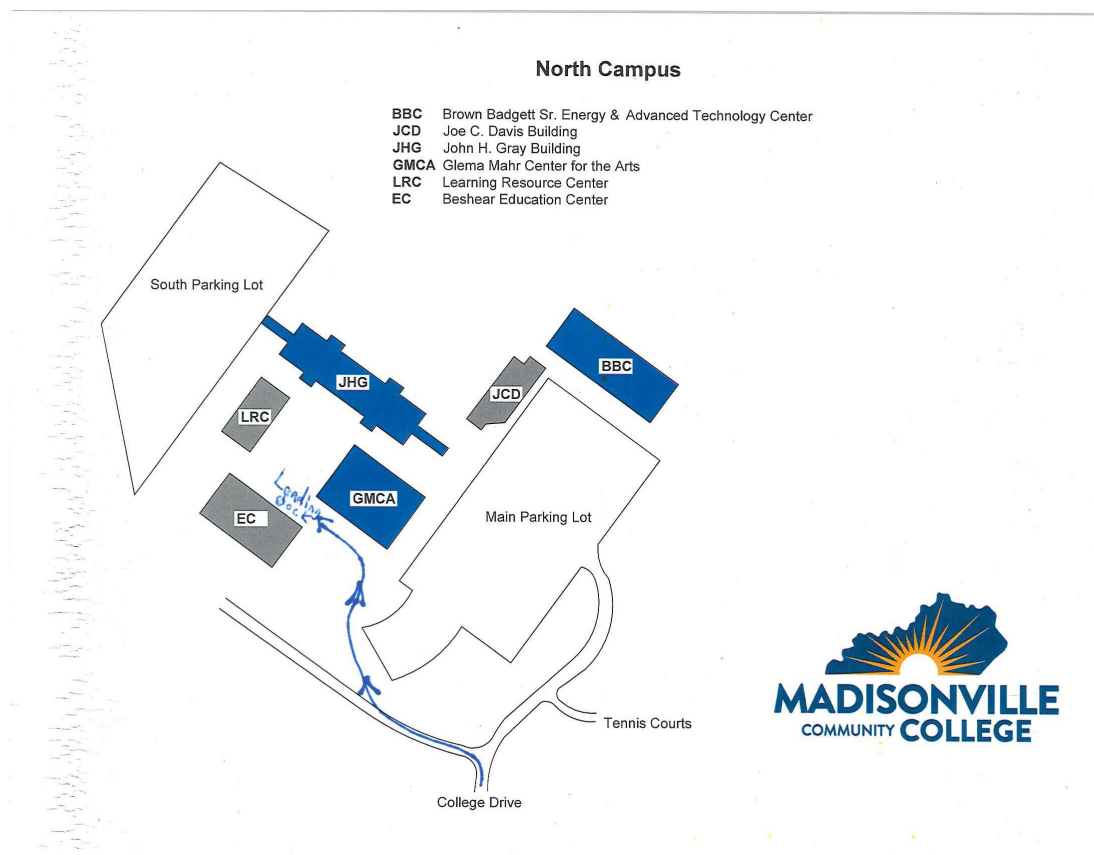 North Campus
BBC Brown Badgett Sr. Energy & Advanced Technology Center
JCD Joe C. Davis Building
JHG John H. Gray Building
GMCA Glema Mahr Center for the Arts
LRC Learning Resource Center
EC Beshear Education Center
South Parking Lot
BBC
JHG
JCD
LRC
Loading
Dock
GMCA
EC
Main Parking Lot
Tennis Courts
College Drive
MADISONVILLE
COMMUNITY COLLEGE